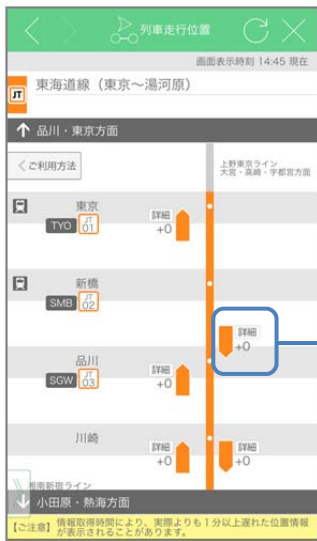 列車走行位置
画面表示時刻 14:45 現在
JT
東海道線（東京～湯河原）
↑ 品川・東京方面
＜ご利用方法
上野東京ライン
大宮・高崎・宇都宮方面
東京
TYO JT 01
詳細
+0
新橋
SMB JT 02
詳細
+0
品川
SGW JT 03
詳細
+0
川崎
詳細
+0
詳細
+0
湘南新宿ライン
↓ 小田原・熱海方面
【ご注意】情報取得時間により、実際よりも１分以上遅れた位置情報
が表示されることがあります。